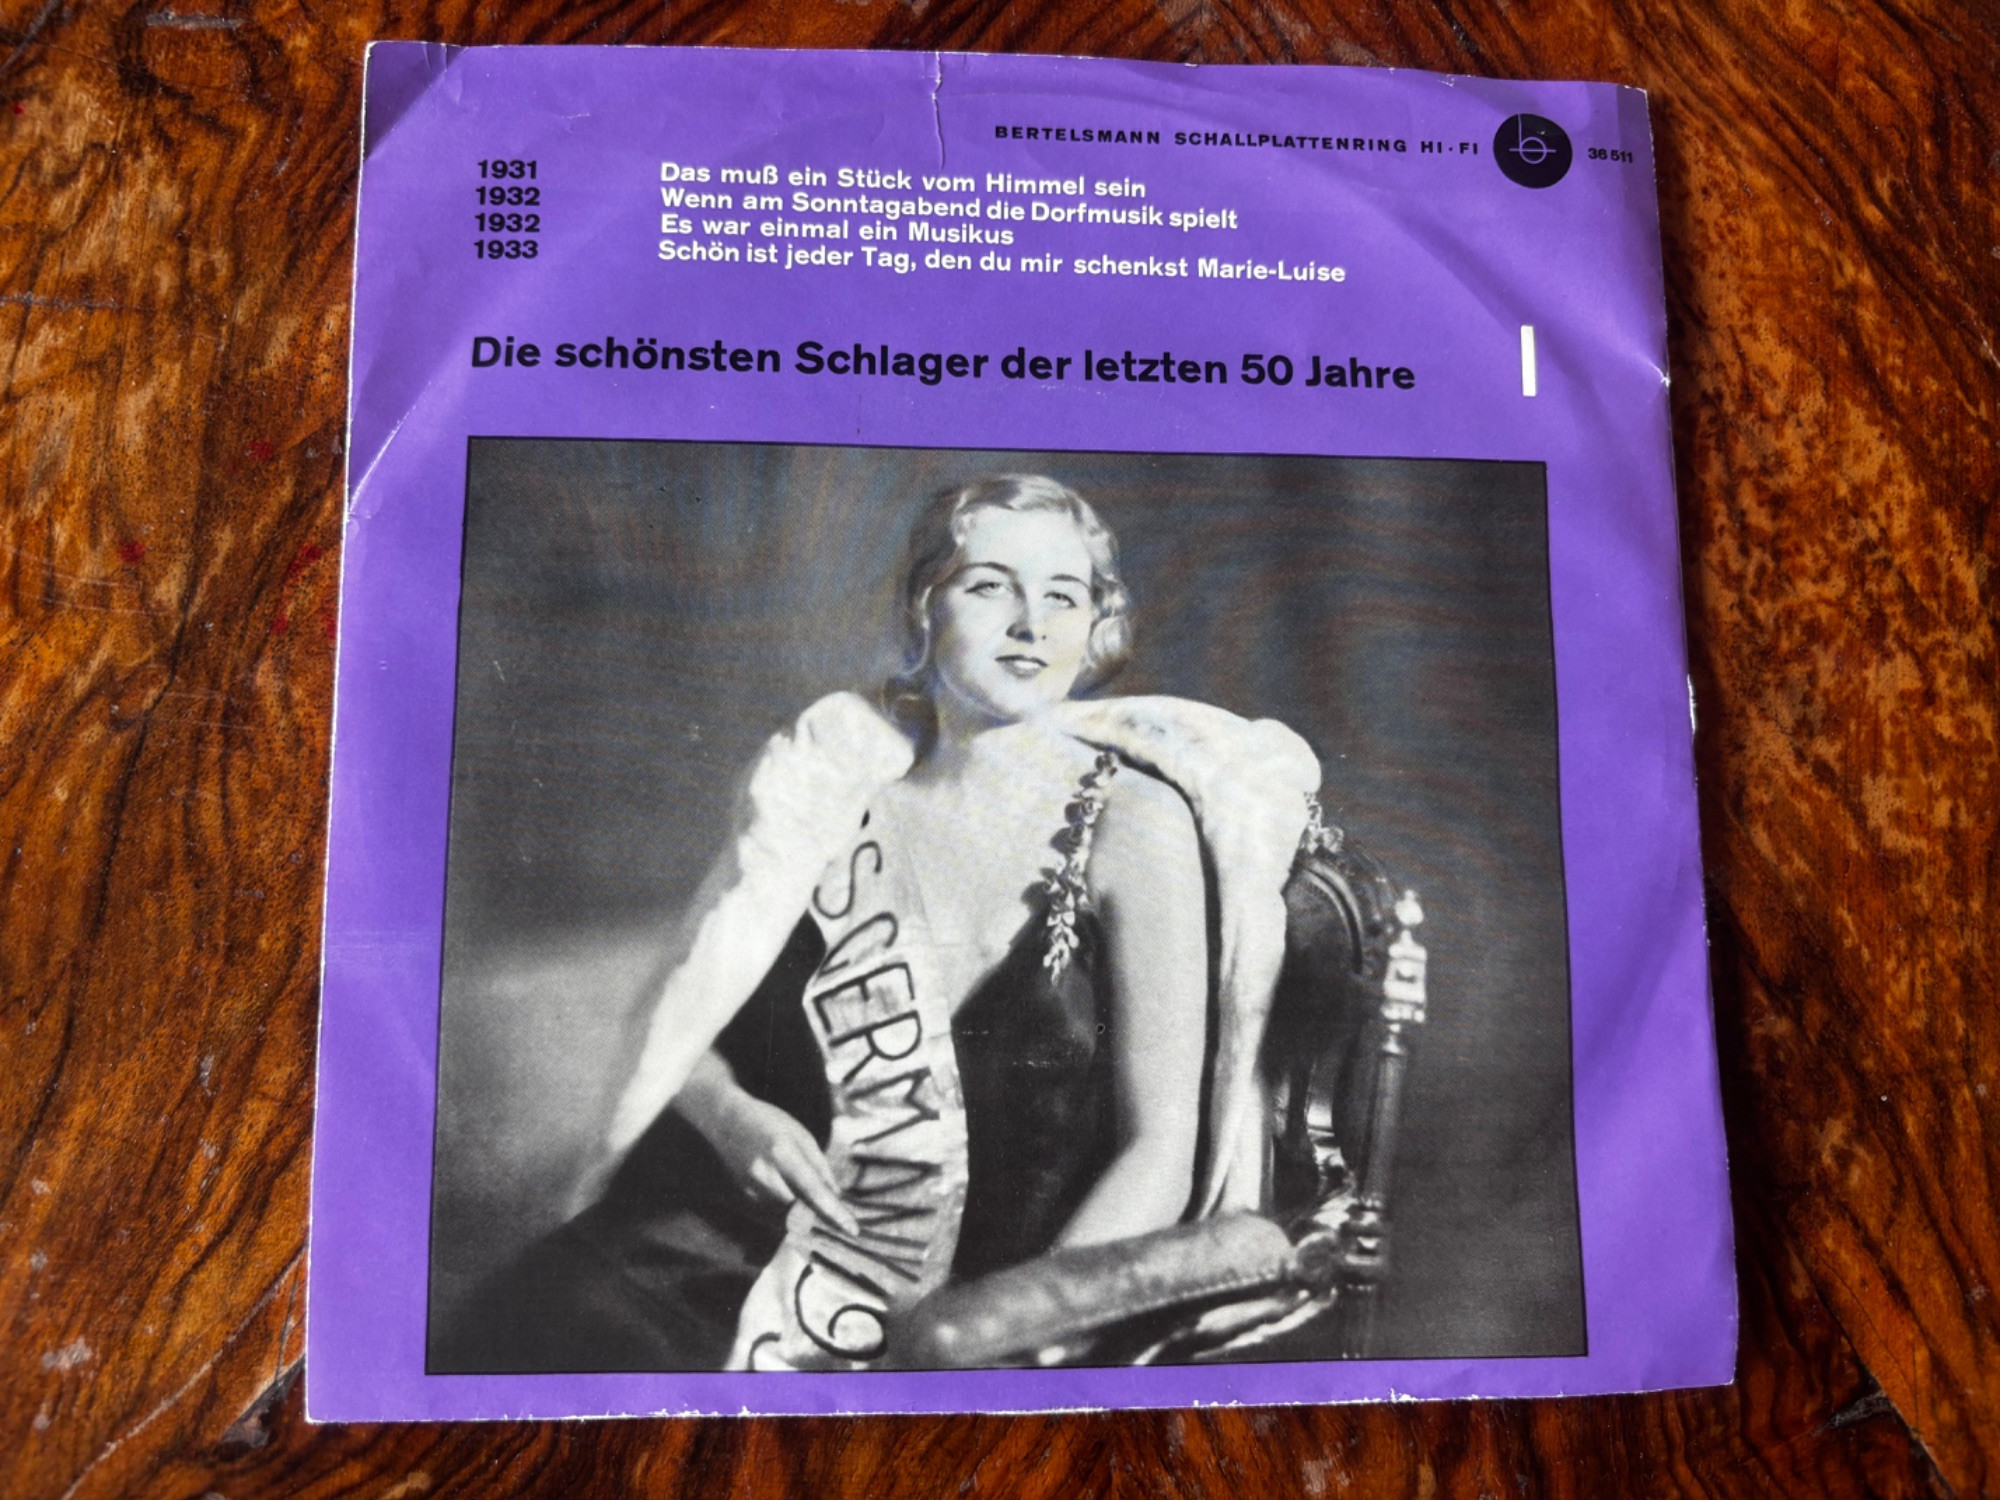 BERTELSMANN SCHALLPLATTENRING HI·FI b 36 511
1931 Das muß ein Stück vom Himmel sein
1932 Wenn am Sonntagabend die Dorfmusik spielt
1932 Es war einmal ein Musikus
1933 Schön ist jeder Tag, den du mir schenkst Marie-Luise
Die schönsten Schlager der letzten 50 Jahre
SGERMANY
19